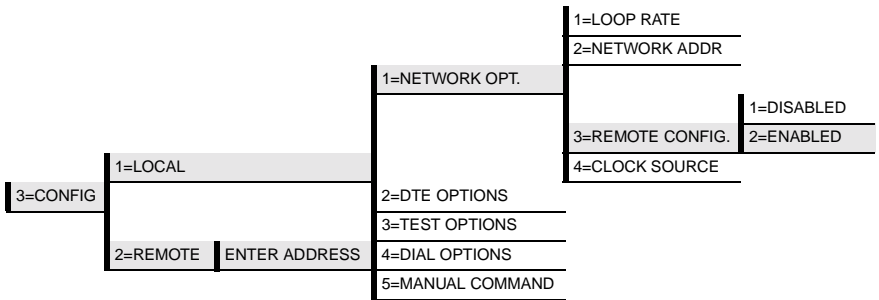 1=LOOP RATE
2=NETWORK ADDR
1=NETWORK OPT.
1=DISABLED
3=REMOTE CONFIG.
2=ENABLED
1=LOCAL
4=CLOCK SOURCE
3=CONFIG
2=DTE OPTIONS
3=TEST OPTIONS
2=REMOTE
ENTER ADDRESS
4=DIAL OPTIONS
5=MANUAL COMMAND